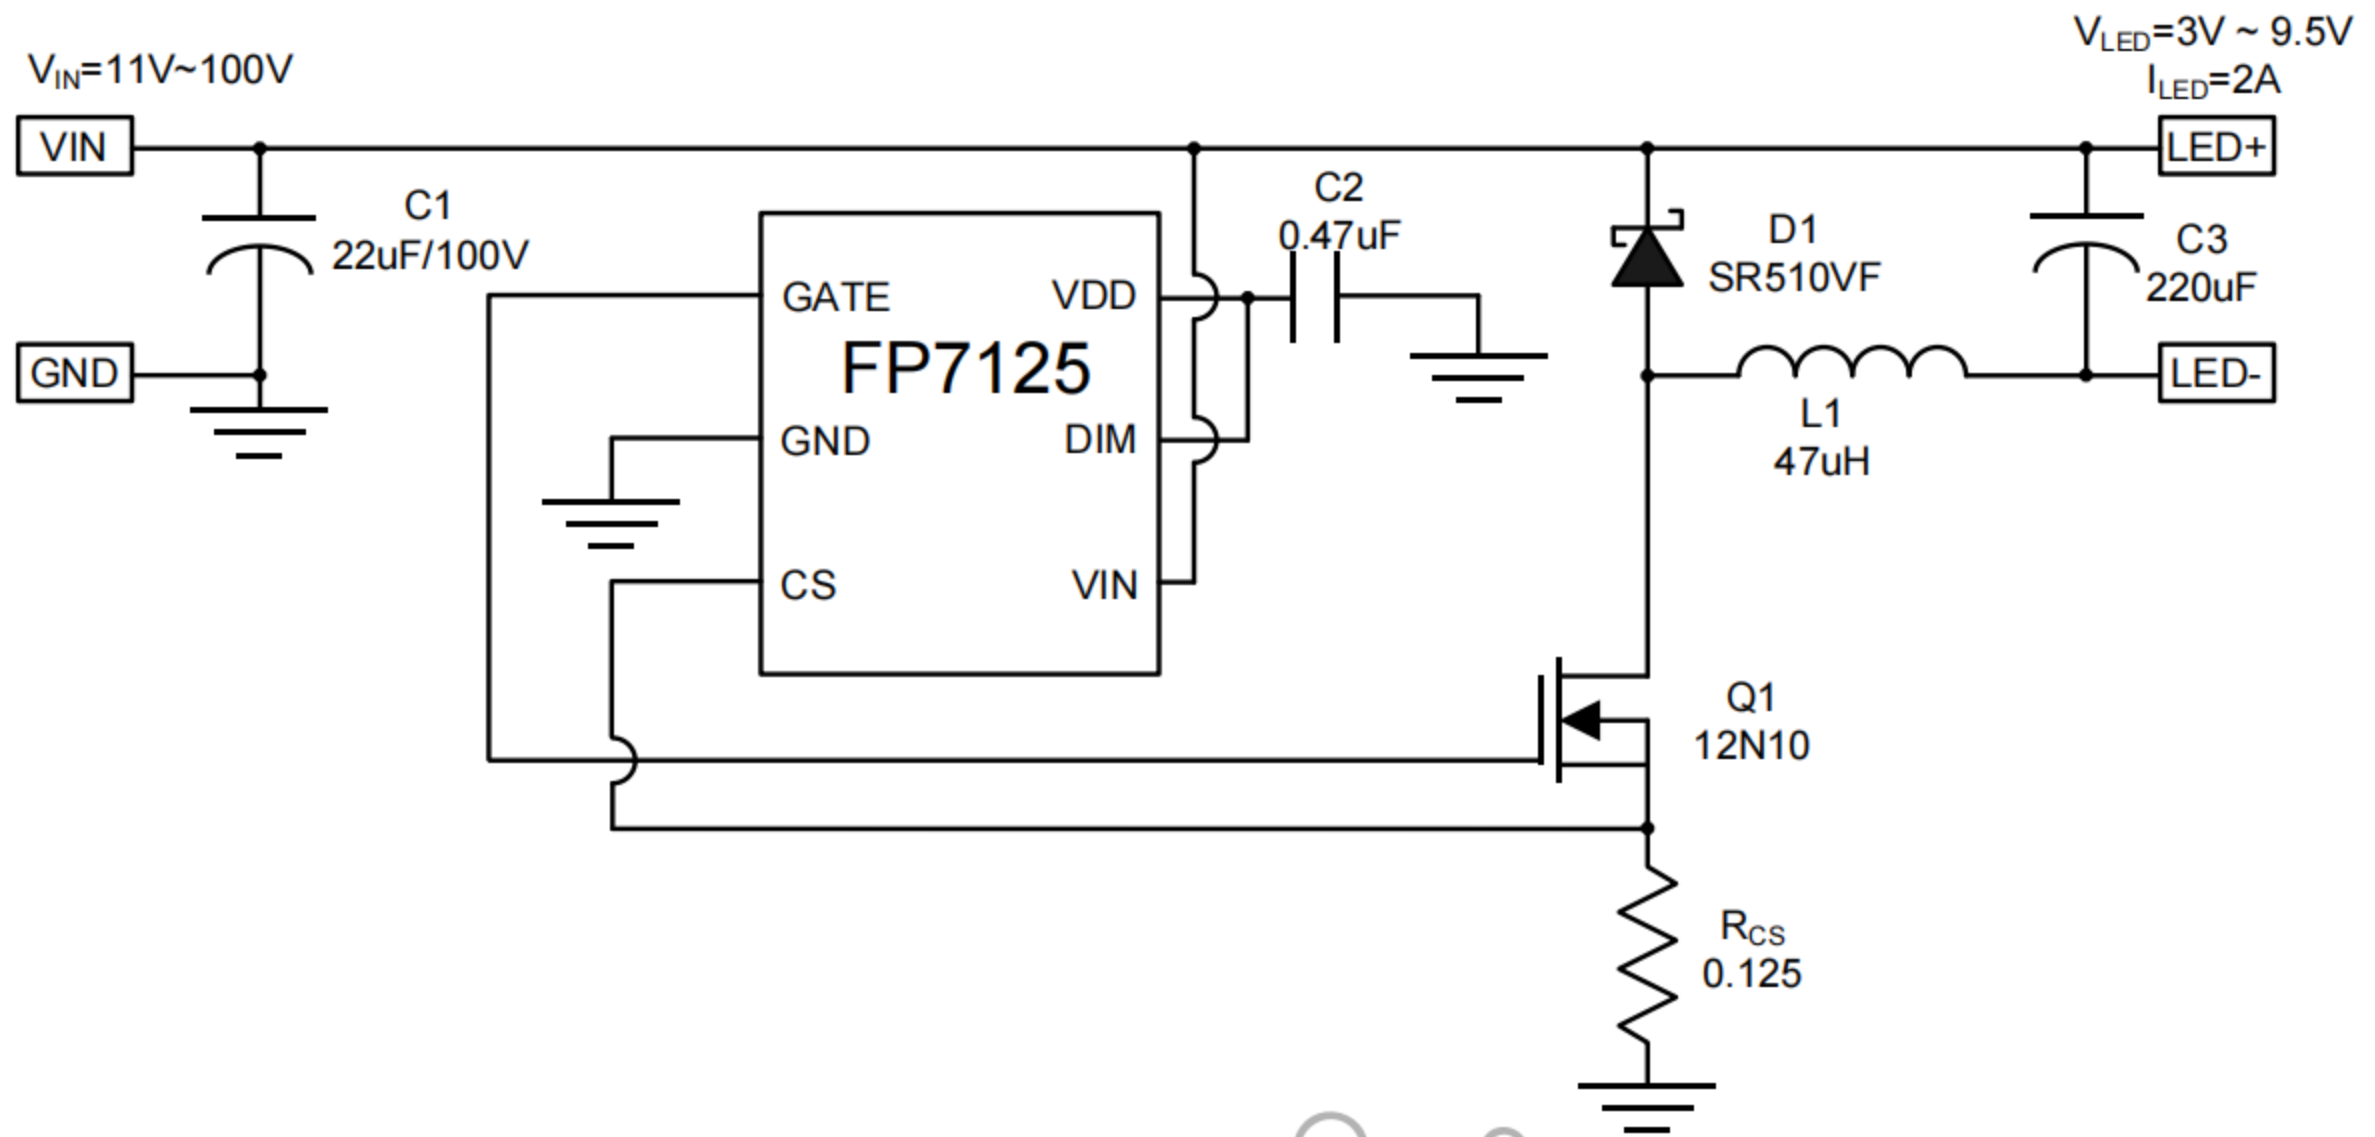 VIN=11V~100V
VLED=3V ~ 9.5V
ILED=2A
VIN
LED+
C1
22uF/100V
C2
0.47uF
D1
SR510VF
C3
220uF
GATE
VDD
FP7125
GND
LED-
GND
DIM
L1
47uH
CS
VIN
Q1
12N10
RCS
0.125